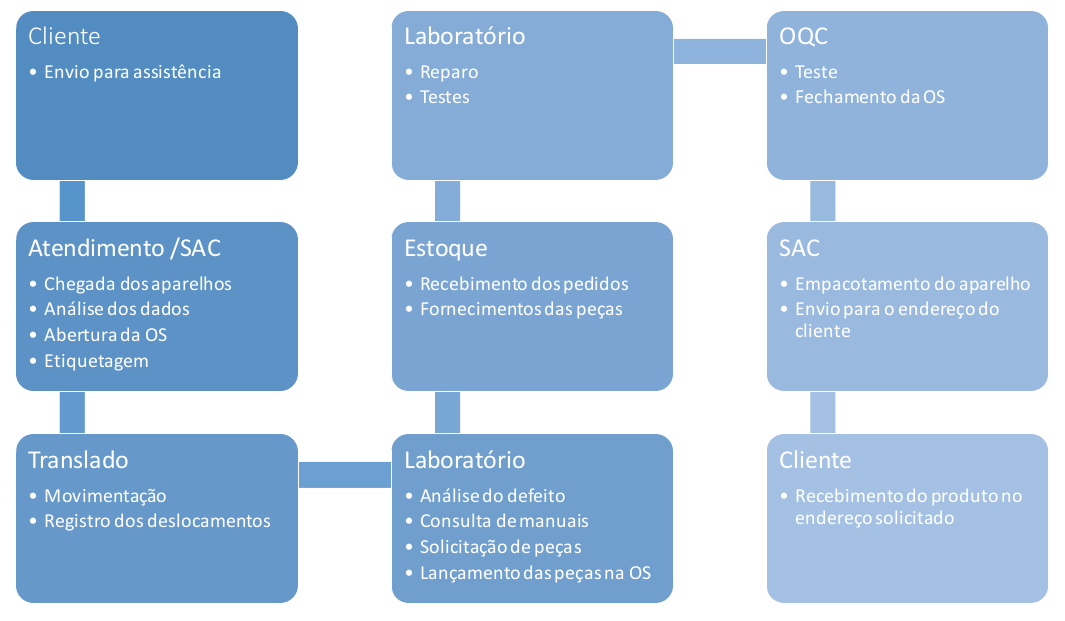 Cliente
• Envio para assistência
Atendimento /SAC
• Chegada dos aparelhos
• Análise dos dados
• Abertura da OS
• Etiquetagem
Translado
• Movimentação
• Registro dos deslocamentos
Laboratório
• Análise do defeito
• Consulta de manuais
• Solicitação de peças
• Lançamento das peças na OS
Estoque
• Recebimento dos pedidos
• Fornecimentos das peças
Laboratório
• Reparo
• Testes
OQC
• Teste
• Fechamento da OS
SAC
• Empacotamento do aparelho
• Envio para o endereço do
cliente
Cliente
• Recebimento do produto no
endereço solicitado